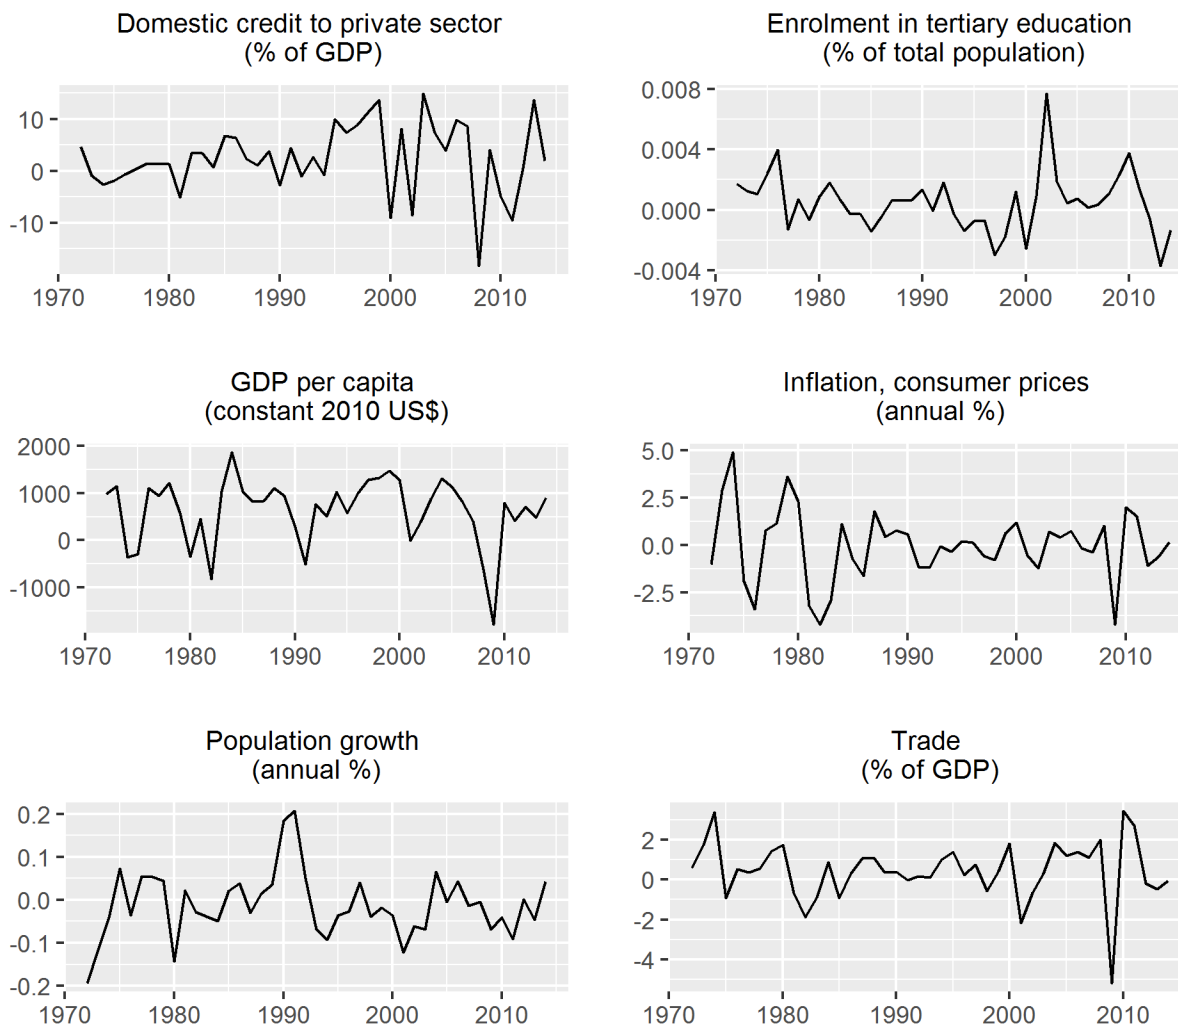 Domestic credit to private sector
(% of GDP)
10
0
-10
1970 1980 1990 2000 2010
Enrolment in tertiary education
(% of total population)
0.008
0.004
0.000
-0.004
1970 1980 1990 2000 2010
GDP per capita
(constant 2010 US$)
2000
1000
0
-1000
1970 1980 1990 2000 2010
Inflation, consumer prices
(annual %)
5.0
2.5
0.0
-2.5
1970 1980 1990 2000 2010
Population growth
(annual %)
0.2
0.1
0.0
-0.1
-0.2
1970 1980 1990 2000 2010
Trade
(% of GDP)
2
0
-2
-4
1970 1980 1990 2000 2010